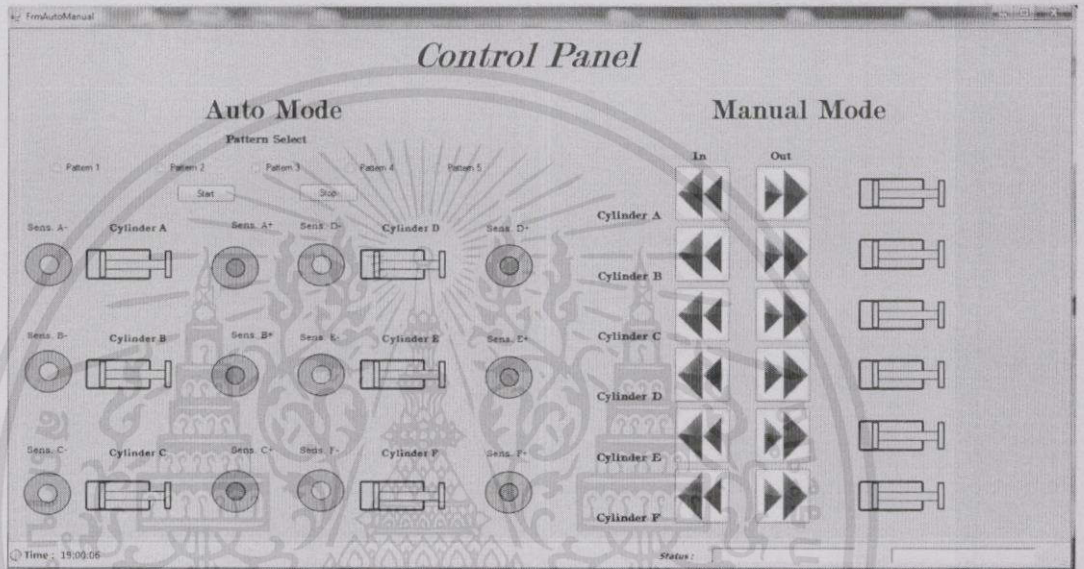 FrmAutoManual
Control Panel
Auto Mode
Manual Mode
Pattern Select
Pattern 1 Pattern 2 Pattern 3 Pattern 4 Pattern 5
Start Stop
In Out
Sens. A- Cylinder A Sens. A+ Sens. D- Cylinder D Sens. D+
Sens. B- Cylinder B Sens. B+ Sens. E- Cylinder E Sens. E+
Sens. C- Cylinder C Sens. C+ Sens. F- Cylinder F Sens. F+
Cylinder A
Cylinder B
Cylinder C
Cylinder D
Cylinder E
Cylinder F
Time : 19:00:06
Status :